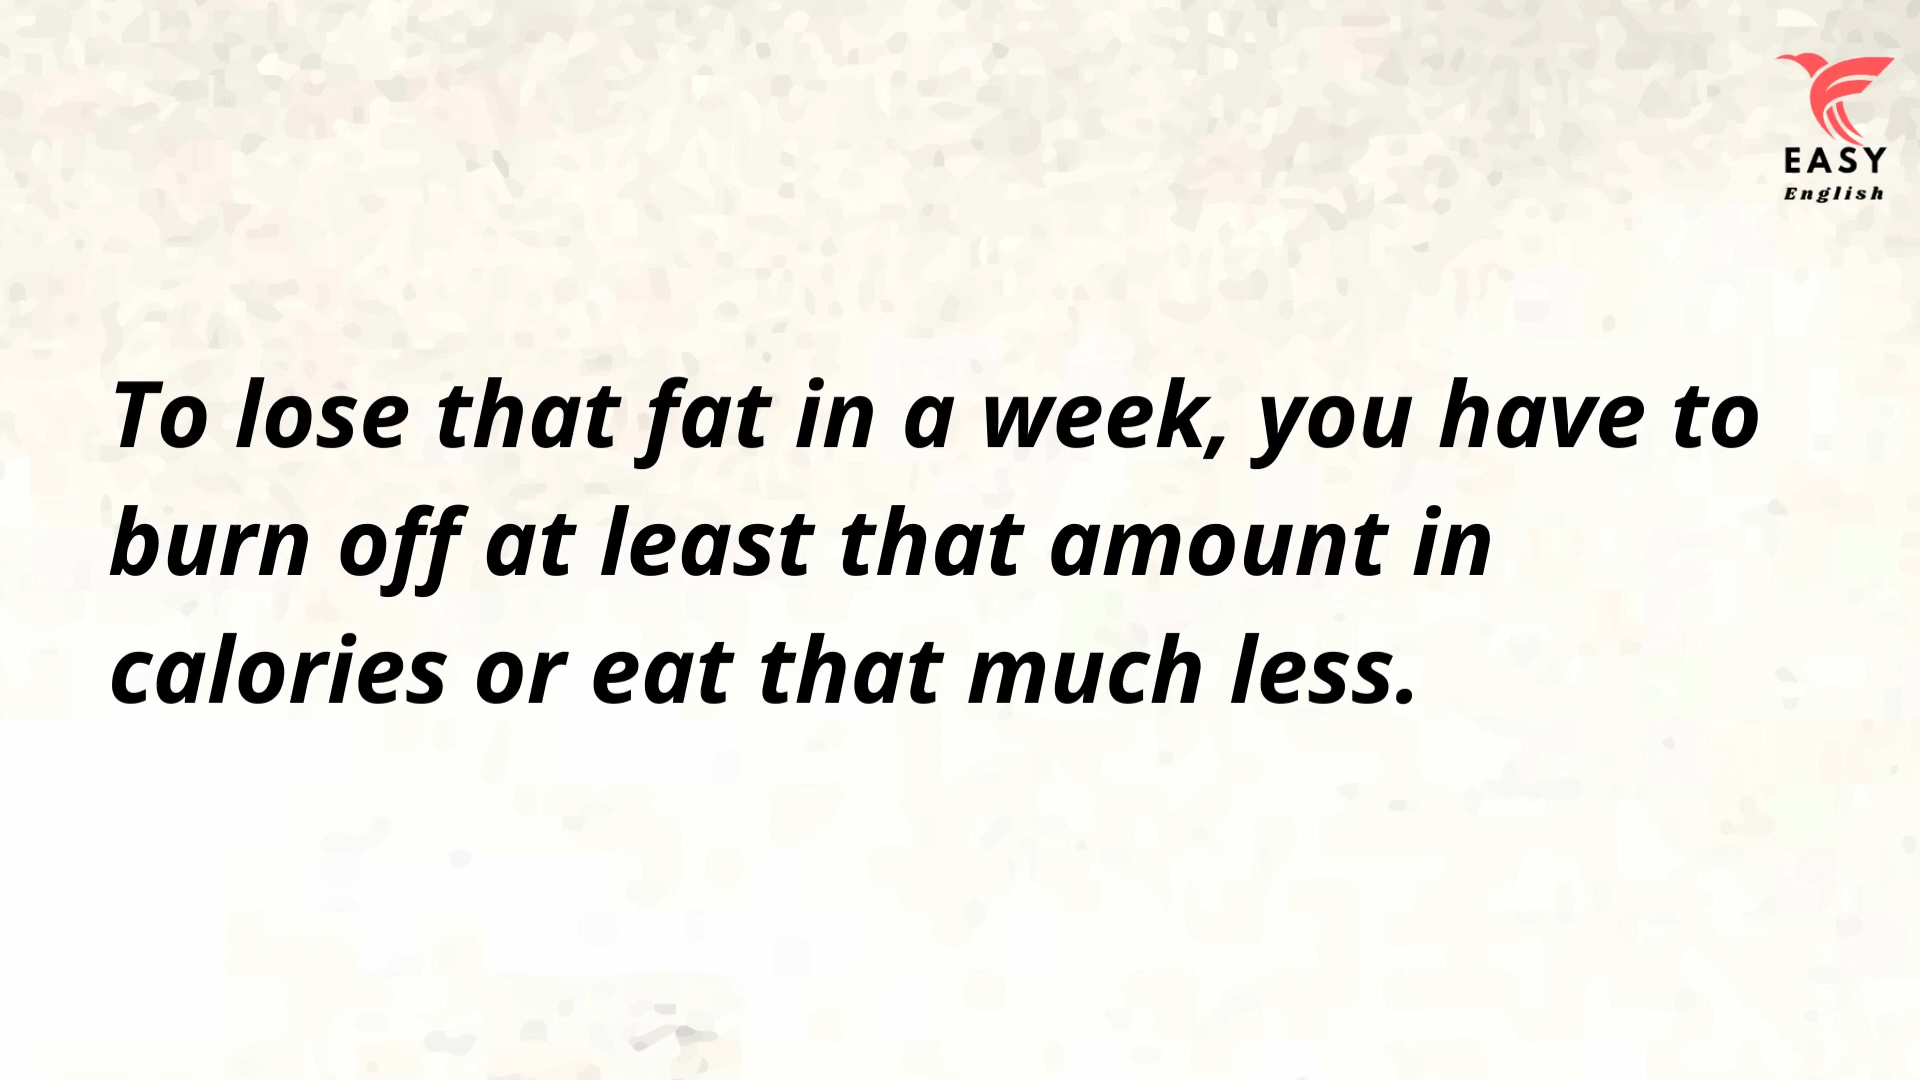 EASY
English
To lose that fat in a week, you have to
burn off at least that amount in
calories or eat that much less.